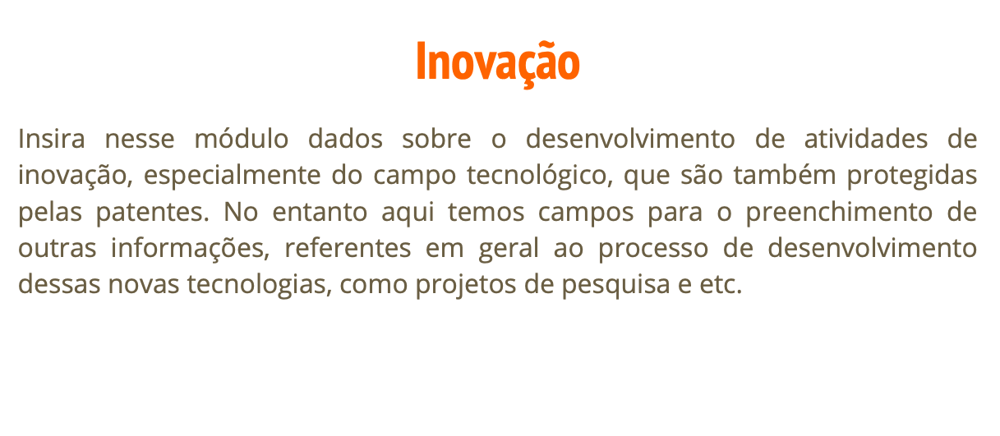 Inovação
Insira nesse módulo dados sobre o desenvolvimento de atividades de
inovação, especialmente do campo tecnológico, que são também protegidas
pelas patentes. No entanto aqui temos campos para o preenchimento de
outras informações, referentes em geral ao processo de desenvolvimento
dessas novas tecnologias, como projetos de pesquisa e etc.